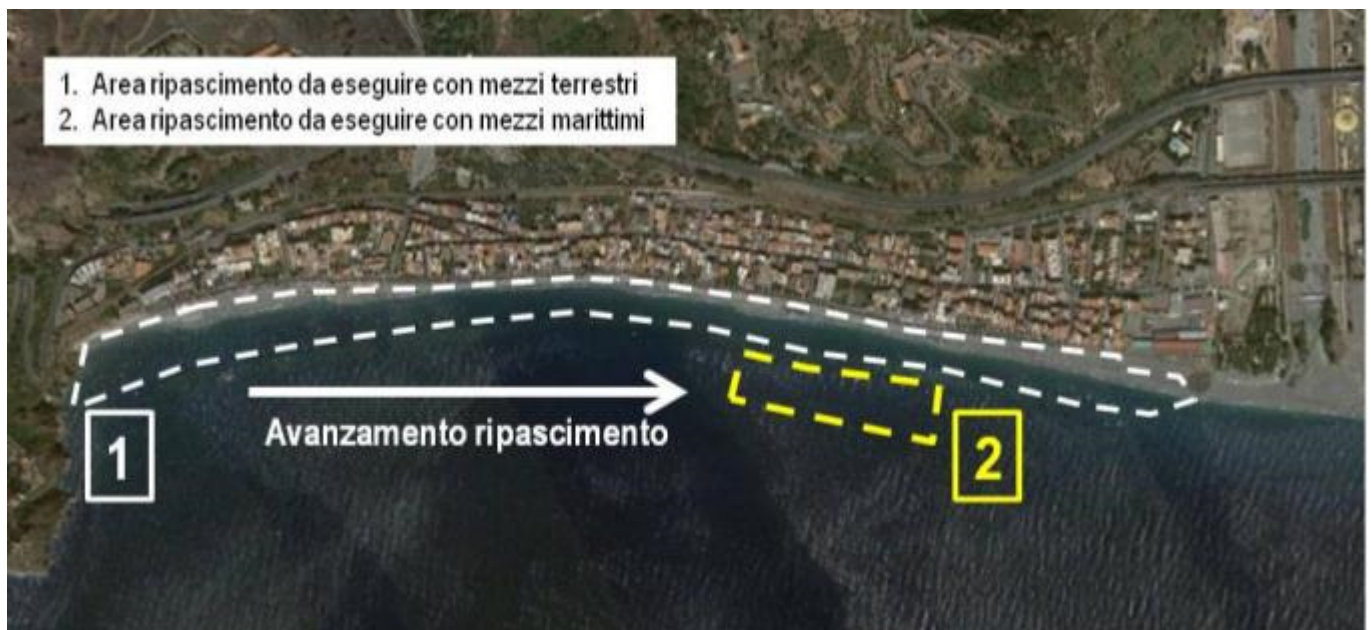 1. Area ripascimento da eseguire con mezzi terrestri
2. Area ripascimento da eseguire con mezzi marittimi
Avanzamento ripascimento
1
2